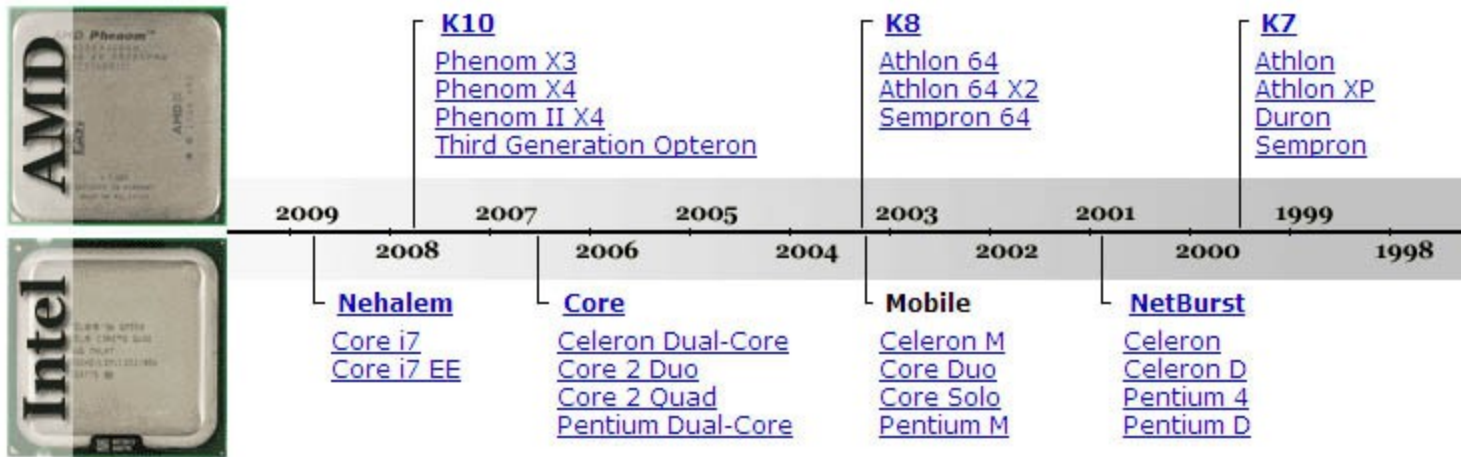 AMD
AMD Phenom™
K10
Phenom X3
Phenom X4
Phenom II X4
Third Generation Opteron
K8
Athlon 64
Athlon 64 X2
Sempron 64
K7
Athlon
Athlon XP
Duron
Sempron
2009 2007 2005 2003 2001 1999
2008 2006 2004 2002 2000 1998
Intel
Nehalem
Core i7
Core i7 EE
Core
Celeron Dual-Core
Core 2 Duo
Core 2 Quad
Pentium Dual-Core
Mobile
Celeron M
Core Duo
Core Solo
Pentium M
NetBurst
Celeron
Celeron D
Pentium 4
Pentium D